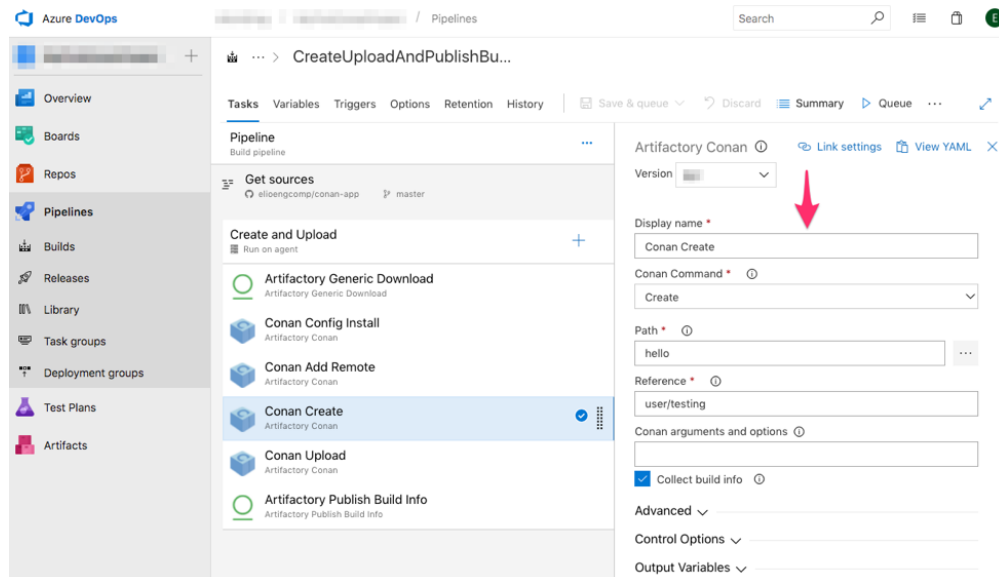 Azure DevOps
/
/ Pipelines
Search
E
+
... > CreateUploadAndPublishBu...
Overview
Boards
Repos
Pipelines
Builds
Releases
Library
Task groups
Deployment groups
Test Plans
Artifacts
Tasks Variables Triggers Options Retention History Save & queue Discard Summary Queue ...
Pipeline
Build pipeline
...
Get sources
elioengcomp/conan-app master
Create and Upload
Run on agent
+
Artifactory Generic Download
Artifactory Generic Download
Conan Config Install
Artifactory Conan
Conan Add Remote
Artifactory Conan
Conan Create
Artifactory Conan
Conan Upload
Artifactory Conan
Artifactory Publish Build Info
Artifactory Publish Build Info
Artifactory Conan Link settings View YAML
Version
Display name *
Conan Create
Conan Command *
Create
Path *
hello
...
Reference *
user/testing
Conan arguments and options
Collect build info
Advanced
Control Options
Output Variables